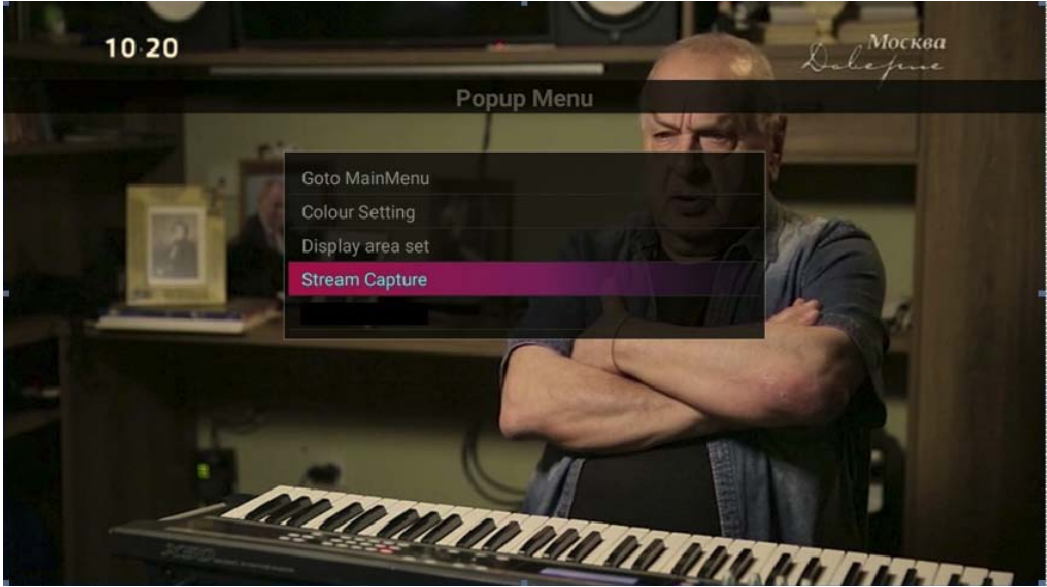 10:20
Москва
Доверие
Popup Menu
Goto MainMenu
Colour Setting
Display area set
Stream Capture